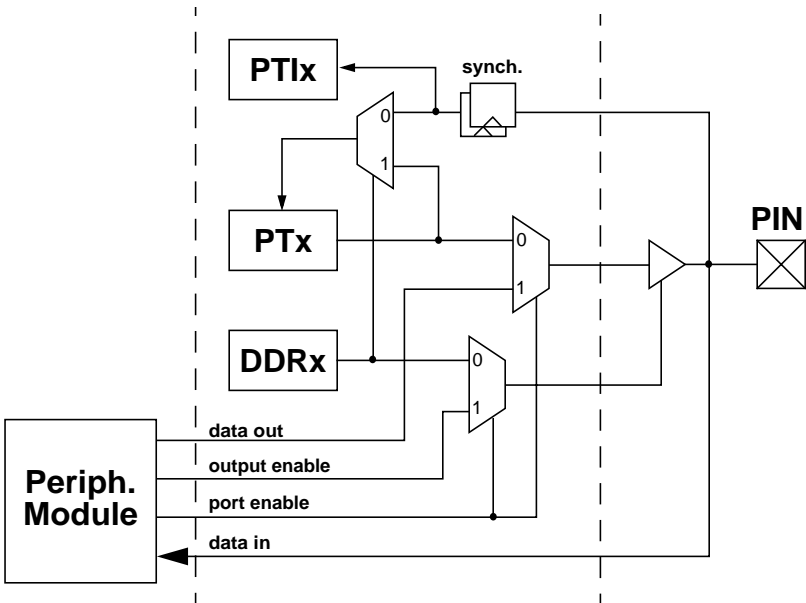 PTIx
synch.
0
1
PTx
PIN
0
1
DDRx
0
1
data out
output enable
Periph.
Module
port enable
data in